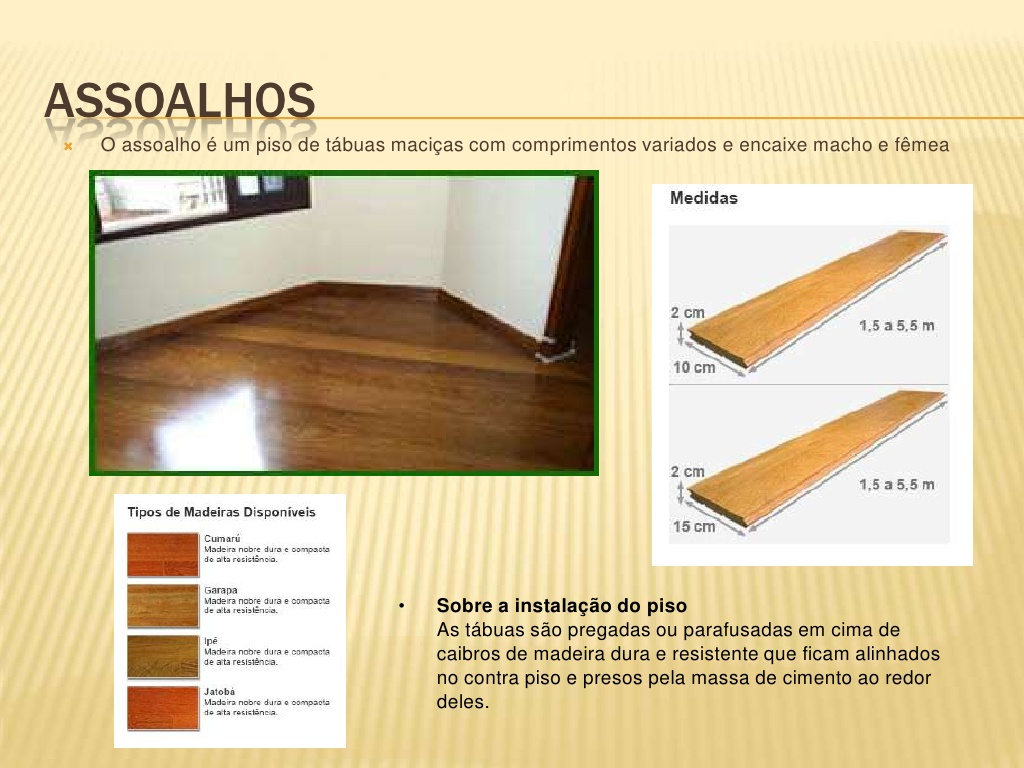 ASSOALHOS
O assoalho é um piso de tábuas maciças com comprimentos variados e encaixe macho e fêmea
Medidas
2 cm
1,5 a 5,5 m
10 cm
2 cm
1,5 a 5,5 m
15 cm
Tipos de Madeiras Disponíveis
Cumarú
Madeira nobre dura e compacta
de alta resistência.
Garapa
Madeira nobre dura e compacta
de alta resistência.
Ipê
Madeira nobre dura e compacta
de alta resistência.
Jatobá
Madeira nobre dura e compacta
de alta resistência.
• Sobre a instalação do piso
As tábuas são pregadas ou parafusadas em cima de
caibros de madeira dura e resistente que ficam alinhados
no contra piso e presos pela massa de cimento ao redor
deles.